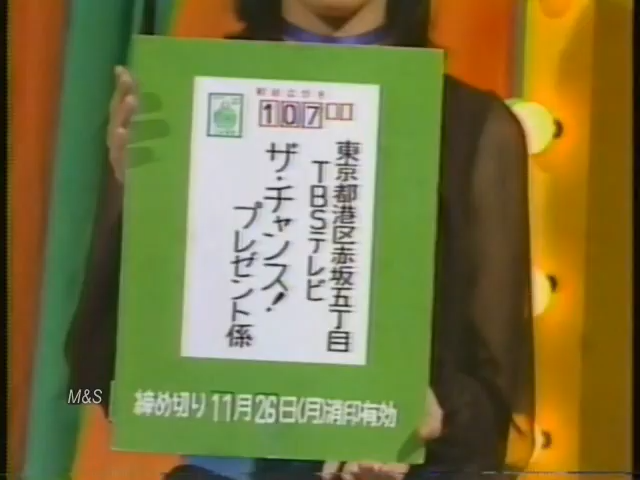 郵便はがき
107
東京都港区赤坂五丁目
TBSテレビ
ザ・チャンス!
プレゼント係
締め切り11月26日(月)消印有効
M&S